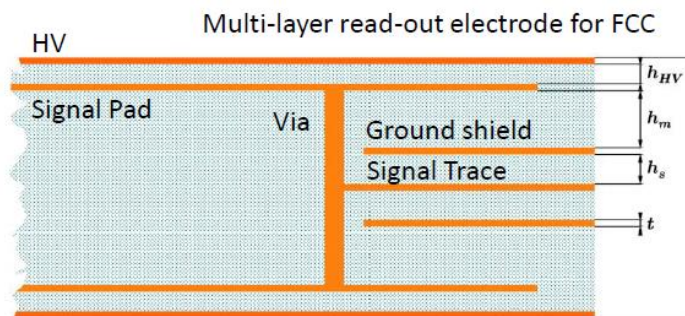 Multi-layer read-out electrode for FCC
HV
h_HV
Signal Pad
Via
h_m
Ground shield
Signal Trace
h_s
t